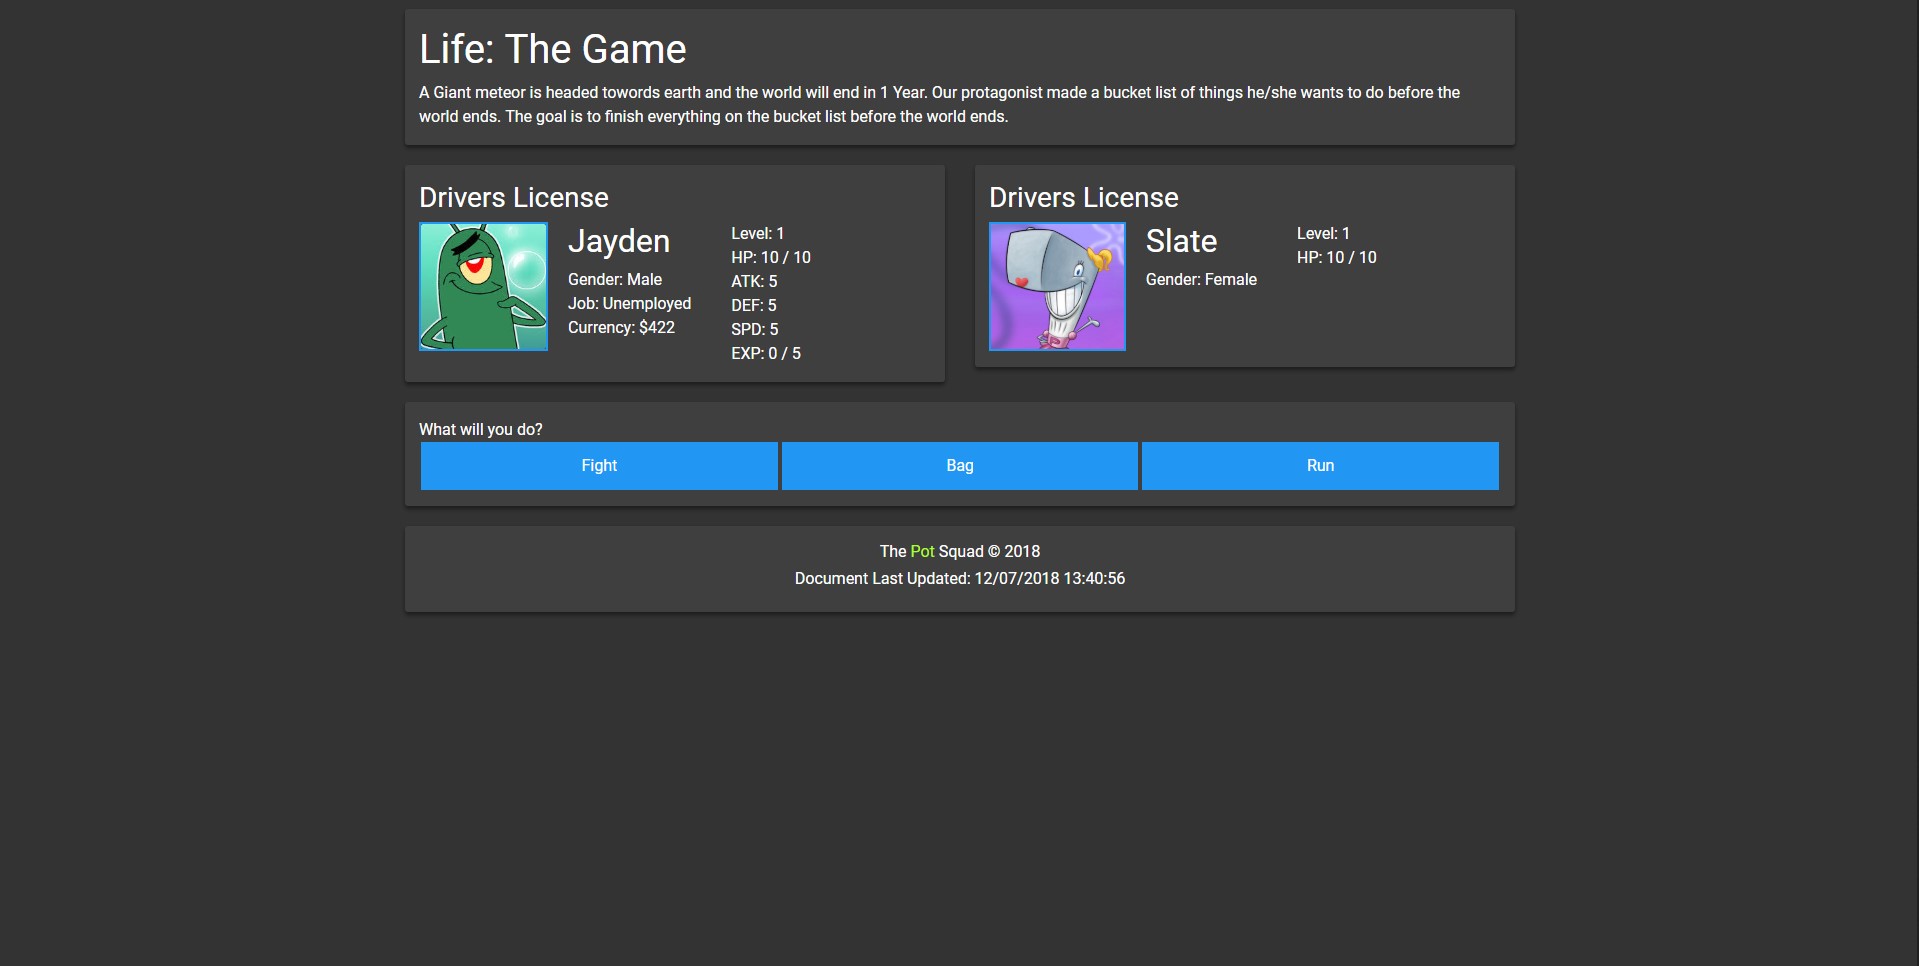 Life: The Game
A Giant meteor is headed towords earth and the world will end in 1 Year. Our protagonist made a bucket list of things he/she wants to do before the
world ends. The goal is to finish everything on the bucket list before the world ends.
Drivers License
Jayden
Gender: Male
Job: Unemployed
Currency: $422
Level: 1
HP: 10 / 10
ATK: 5
DEF: 5
SPD: 5
EXP: 0 / 5
Drivers License
Slate
Gender: Female
Level: 1
HP: 10 / 10
What will you do?
Fight
Bag
Run
The Pot Squad © 2018
Document Last Updated: 12/07/2018 13:40:56